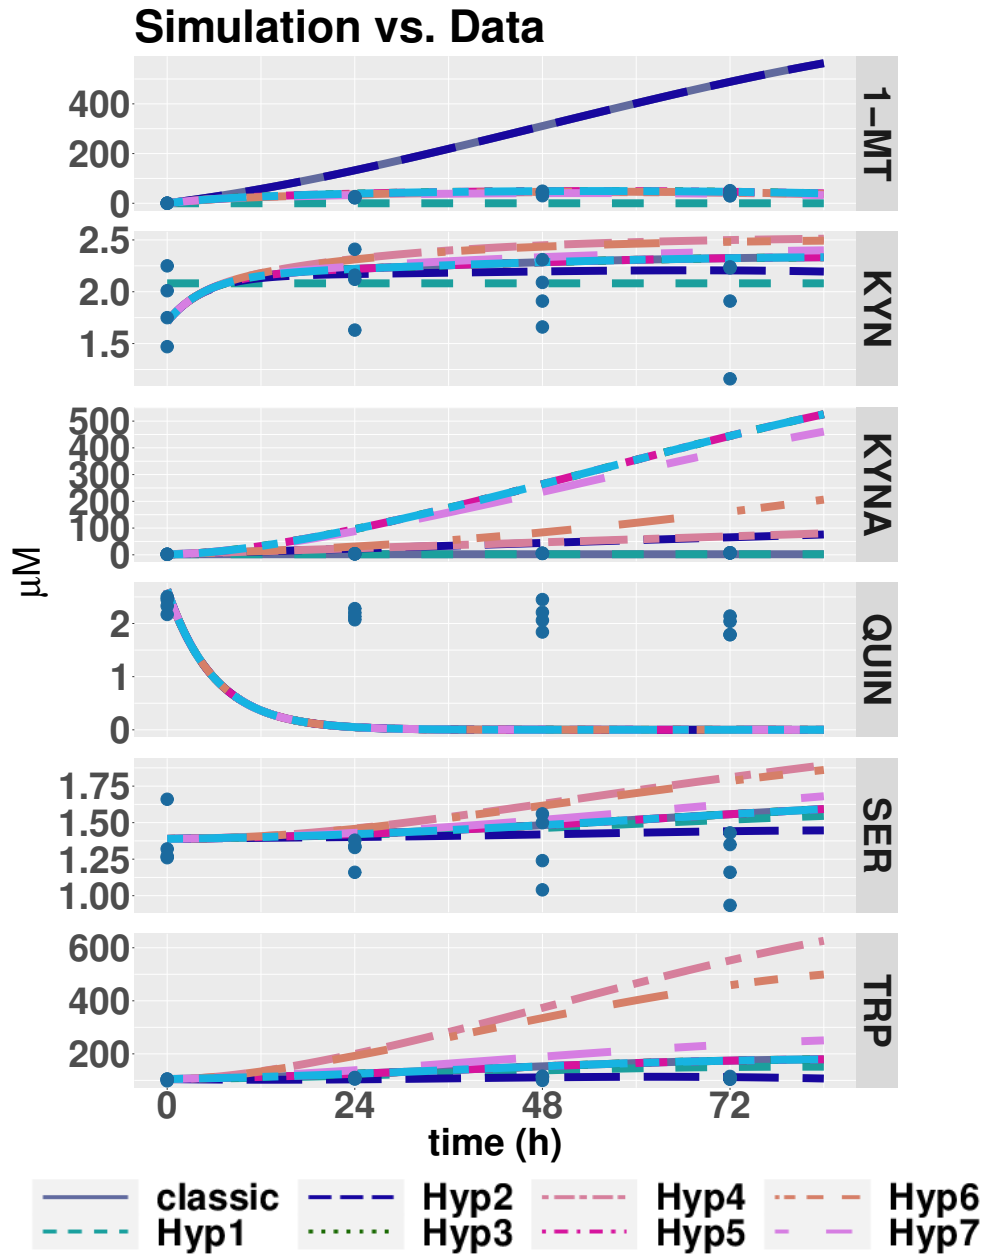 Simulation vs. Data
400
200
0
1−MT
2.5
2.0
1.5
KYN
500
400
300
200
100
0
KYNA
μM
2
1
0
QUIN
1.75
1.50
1.25
1.00
SER
600
400
200
TRP
0 24 48 72
time (h)
classic Hyp2 Hyp4 Hyp6
Hyp1 Hyp3 Hyp5 Hyp7